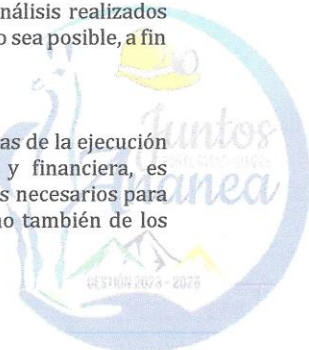 nálisis realizados
o sea posible, a fin
as de la ejecución
y financiera, es
s necesarios para
no también de los
Juntos
Ananea
GESTIÓN 2023 - 2026